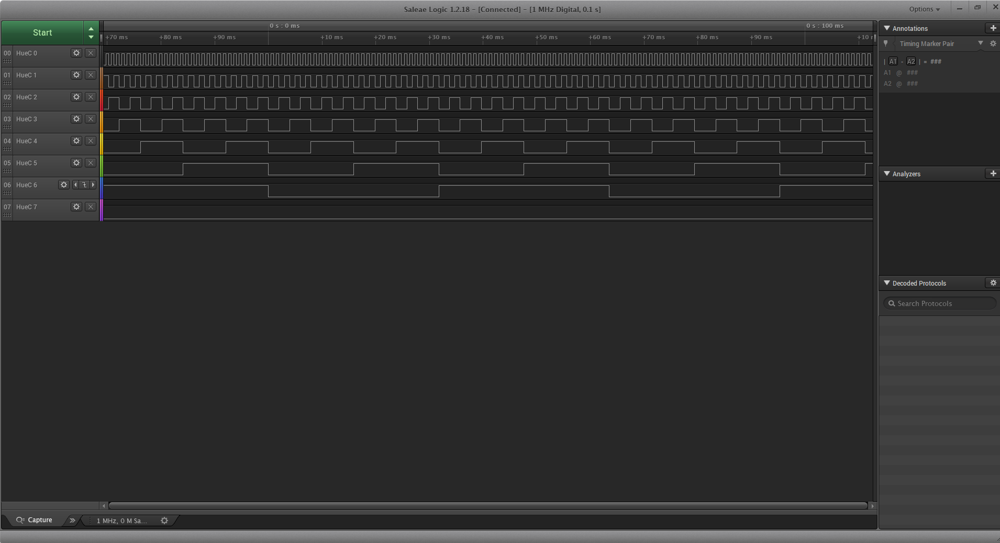 Saleae Logic 1.2.18 - [Connected] - [1 MHz Digital, 0.1 s]
Options
Start
0 s : 0 ms
0 s : 100 ms
+70 ms
+80 ms
+90 ms
+10 ms
+20 ms
+30 ms
+40 ms
+50 ms
+60 ms
+70 ms
+80 ms
+90 ms
+10
00 HueC 0
01 HueC 1
02 HueC 2
03 HueC 3
04 HueC 4
05 HueC 5
06 HueC 6
07 HueC 7
Annotations
Timing Marker Pair
| A1 - A2 | = ###
A1 @ ###
A2 @ ###
Analyzers
Decoded Protocols
Search Protocols
Capture
1 MHz, 0 M Sa...